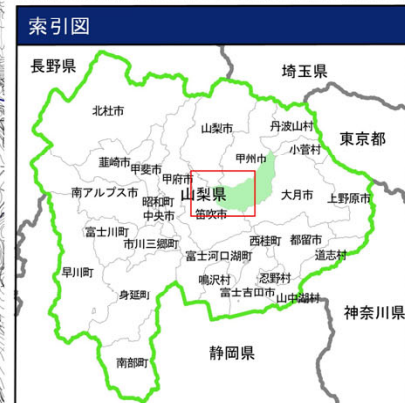 索引図
長野県
埼玉県
北杜市
山梨市
丹波山村
小菅村
東京都
甲州市
韮崎市
甲斐市
甲府市
南アルプス市
昭和町
山梨県
大月市
上野原市
中央市
笛吹市
富士川町
市川三郷町
西桂町
都留市
道志村
富士河口湖町
早川町
鳴沢村
忍野村
身延町
富士吉田市
山中湖村
神奈川県
静岡県
南部町